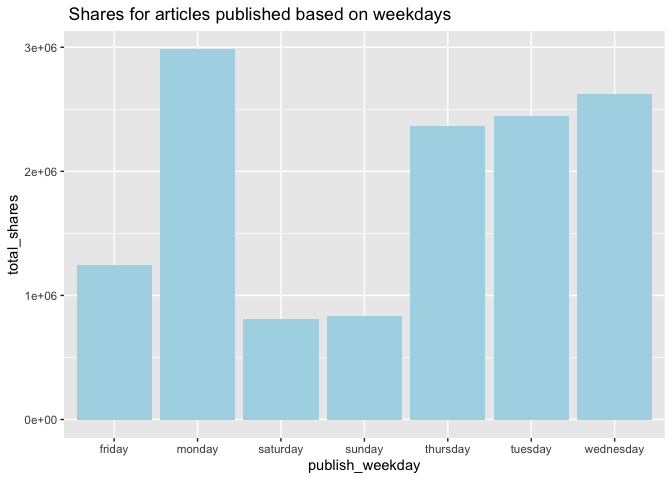 Shares for articles published based on weekdays
total_shares
3e+06
2e+06
1e+06
0e+00
friday monday saturday sunday thursday tuesday wednesday
publish_weekday